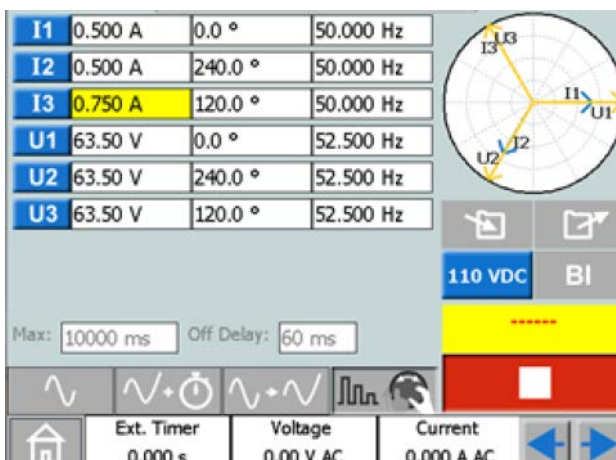 I1 0.500 A 0.0 ° 50.000 Hz
I2 0.500 A 240.0 ° 50.000 Hz
I3 0.750 A 120.0 ° 50.000 Hz
U1 63.50 V 0.0 ° 52.500 Hz
U2 63.50 V 240.0 ° 52.500 Hz
U3 63.50 V 120.0 ° 52.500 Hz
U3
I3
I1
U1
I2
U2
110 VDC BI
------
Max: 10000 ms Off Delay: 60 ms
Ext. Timer Voltage Current
0.000 s 0.00 V AC 0.000 A AC